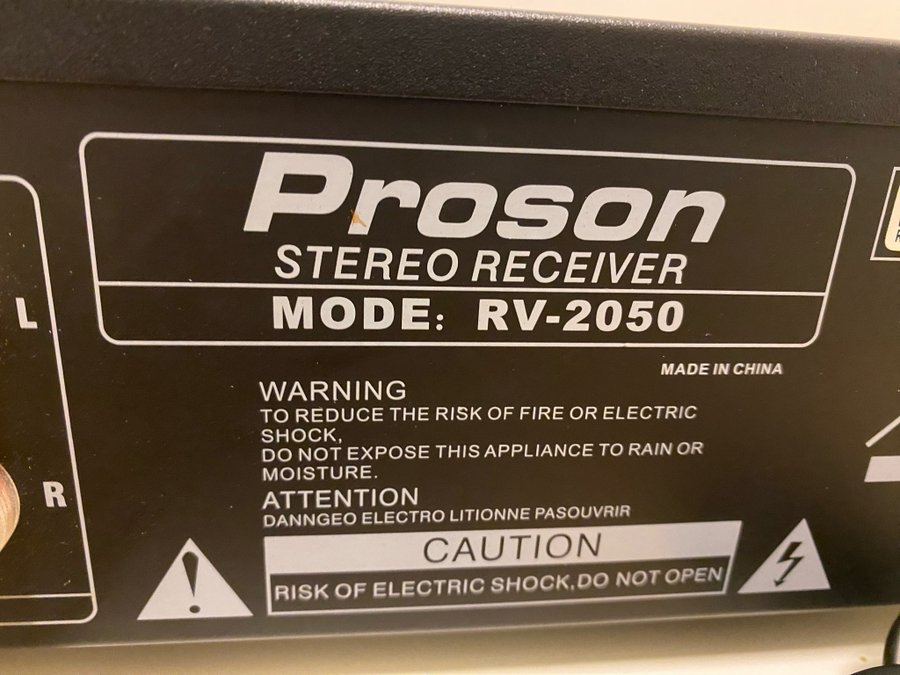 Proson
STEREO RECEIVER
MODE: RV-2050
L
MADE IN CHINA
WARNING
TO REDUCE THE RISK OF FIRE OR ELECTRIC
SHOCK,
DO NOT EXPOSE THIS APPLIANCE TO RAIN OR
MOISTURE.
R
ATTENTION
DANNGEO ELECTRO LITIONNE PASOUVRIR
CAUTION
RISK OF ELECTRIC SHOCK,DO NOT OPEN